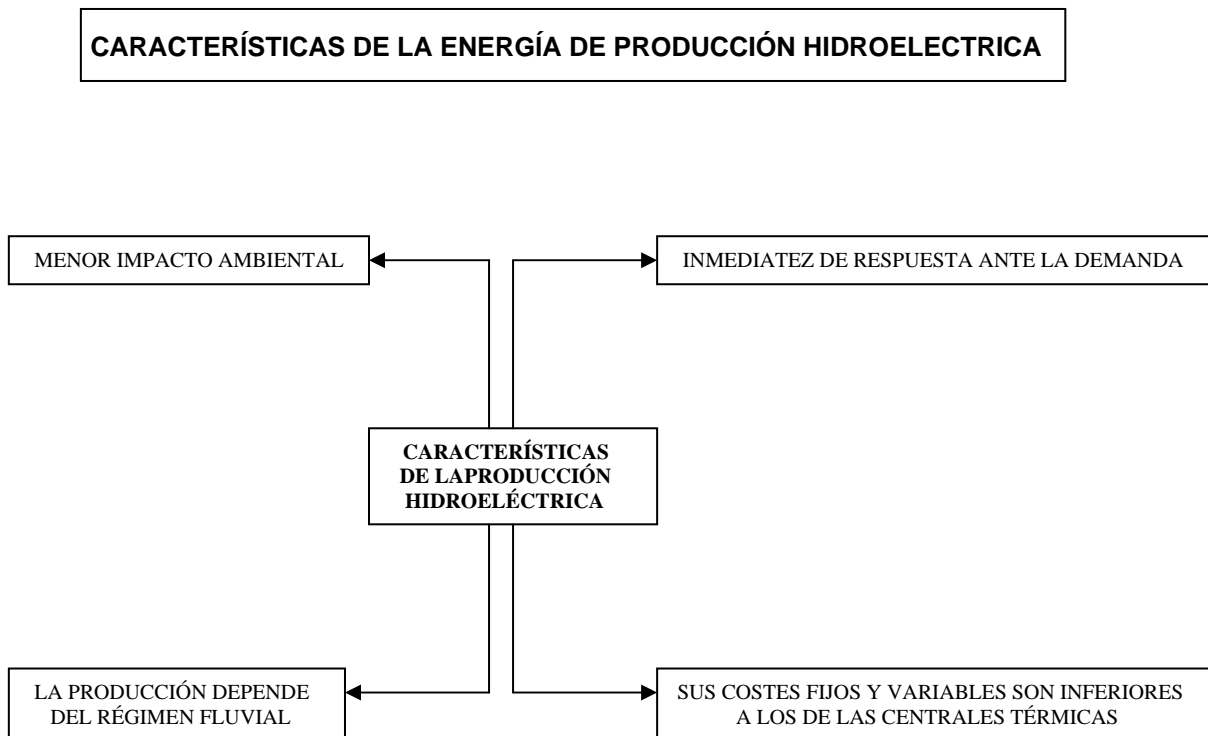 CARACTERÍSTICAS DE LA ENERGÍA DE PRODUCCIÓN HIDROELECTRICA
MENOR IMPACTO AMBIENTAL
INMEDIATEZ DE RESPUESTA ANTE LA DEMANDA
CARACTERÍSTICAS
DE LAPRODUCCIÓN
HIDROELÉCTRICA
LA PRODUCCIÓN DEPENDE
DEL RÉGIMEN FLUVIAL
SUS COSTES FIJOS Y VARIABLES SON INFERIORES
A LOS DE LAS CENTRALES TÉRMICAS